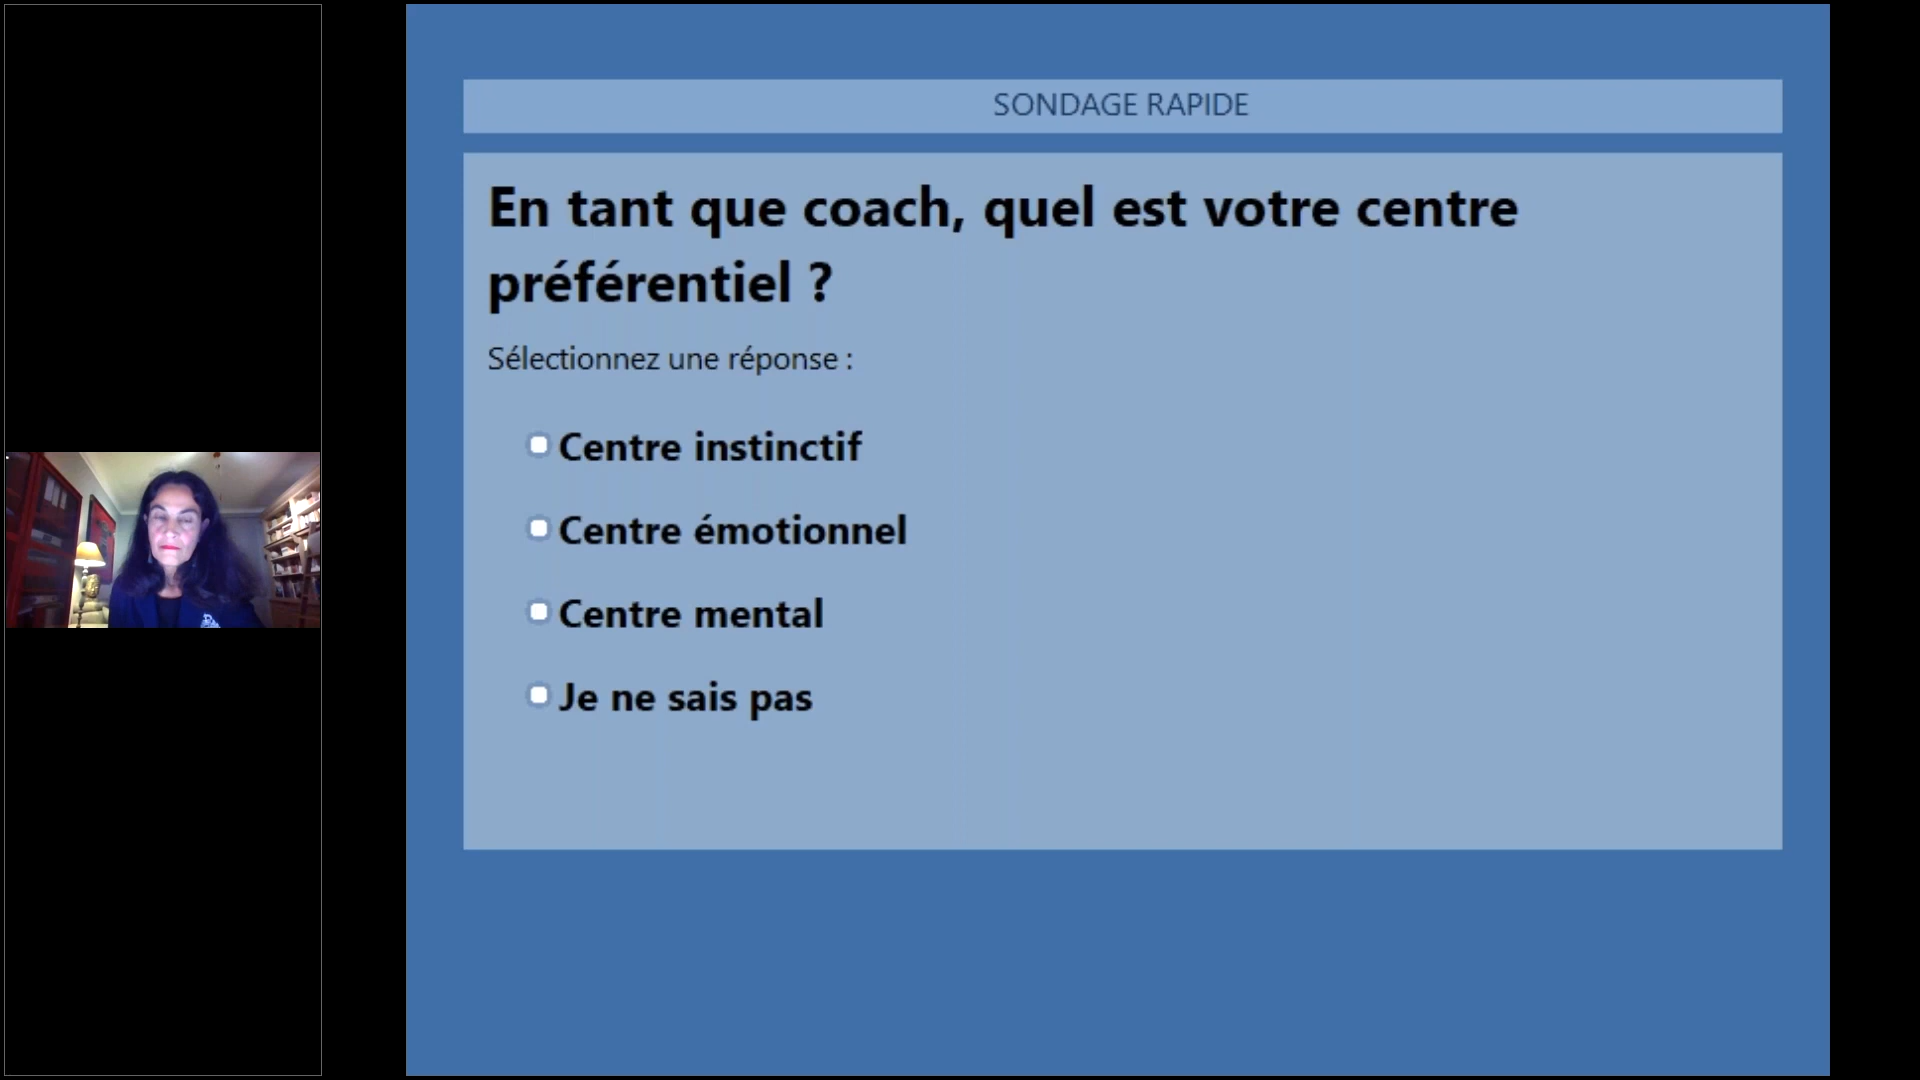 SONDAGE RAPIDE
En tant que coach, quel est votre centre
préférentiel ?
Sélectionnez une réponse :
Centre instinctif
Centre émotionnel
Centre mental
Je ne sais pas